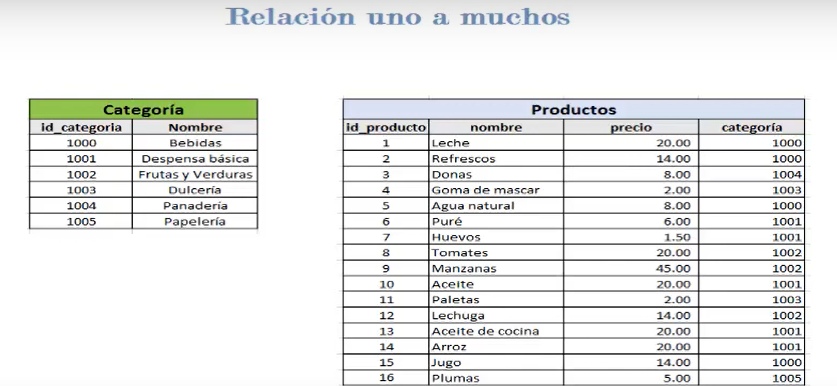 Relación uno a muchos
Categoría
id_categoria Nombre
1000 Bebidas
1001 Despensa básica
1002 Frutas y Verduras
1003 Dulcería
1004 Panadería
1005 Papelería
Productos
id_producto nombre precio categoría
1 Leche 20.00 1000
2 Refrescos 14.00 1000
3 Donas 8.00 1004
4 Goma de mascar 2.00 1003
5 Agua natural 8.00 1000
6 Puré 6.00 1001
7 Huevos 1.50 1001
8 Tomates 20.00 1002
9 Manzanas 45.00 1002
10 Aceite 20.00 1001
11 Paletas 2.00 1003
12 Lechuga 14.00 1002
13 Aceite de cocina 20.00 1001
14 Arroz 20.00 1001
15 Jugo 14.00 1000
16 Plumas 5.00 1005